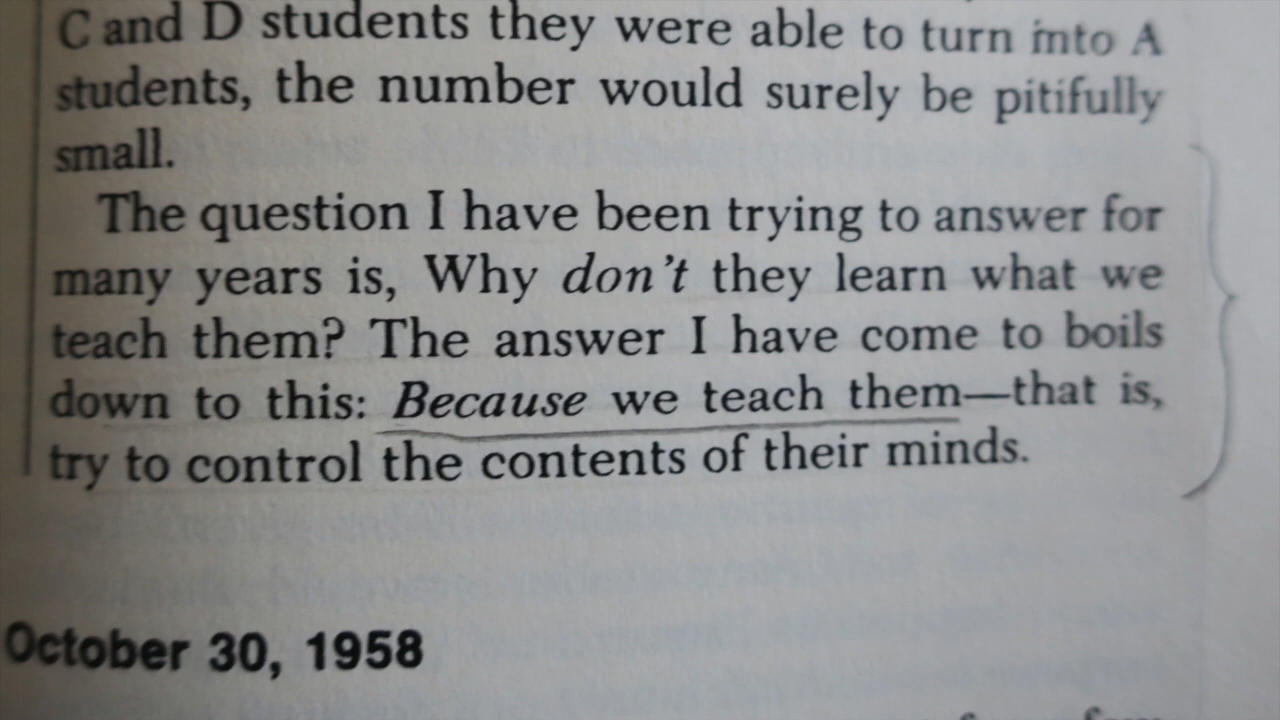 C and D students they were able to turn into A
students, the number would surely be pitifully
small.
The question I have been trying to answer for
many years is, Why don't they learn what we
teach them? The answer I have come to boils
down to this: Because we teach them—that is,
try to control the contents of their minds.
October 30, 1958